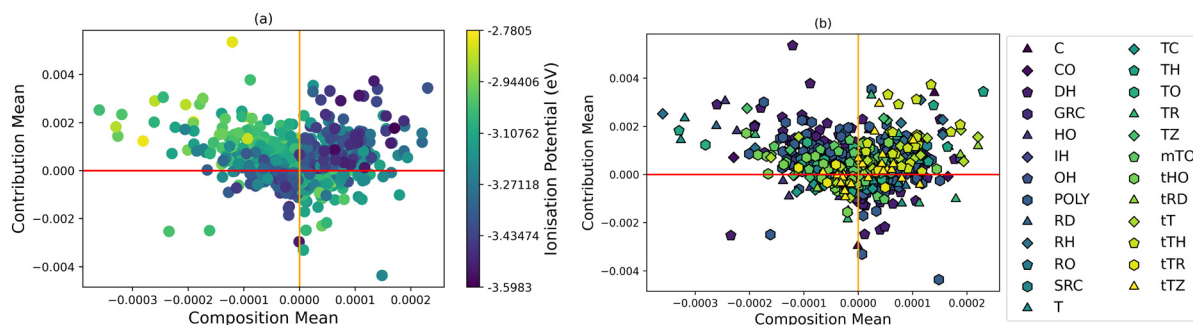 (a)
Contribution Mean
0.004
0.002
0.000
−0.002
−0.004
−0.0003
−0.0002
−0.0001
0.0000
0.0001
0.0002
Composition Mean
Ionisation Potential (eV)
-2.7805
-2.94406
-3.10762
-3.27118
-3.43474
-3.5983
(b)
Contribution Mean
0.004
0.002
0.000
−0.002
−0.004
−0.0003
−0.0002
−0.0001
0.0000
0.0001
0.0002
Composition Mean
C
CO
DH
GRC
HO
IH
OH
POLY
RD
RH
RO
SRC
T
TC
TH
TO
TR
TZ
mTO
tHO
tRD
tT
tTH
tTR
tTZ